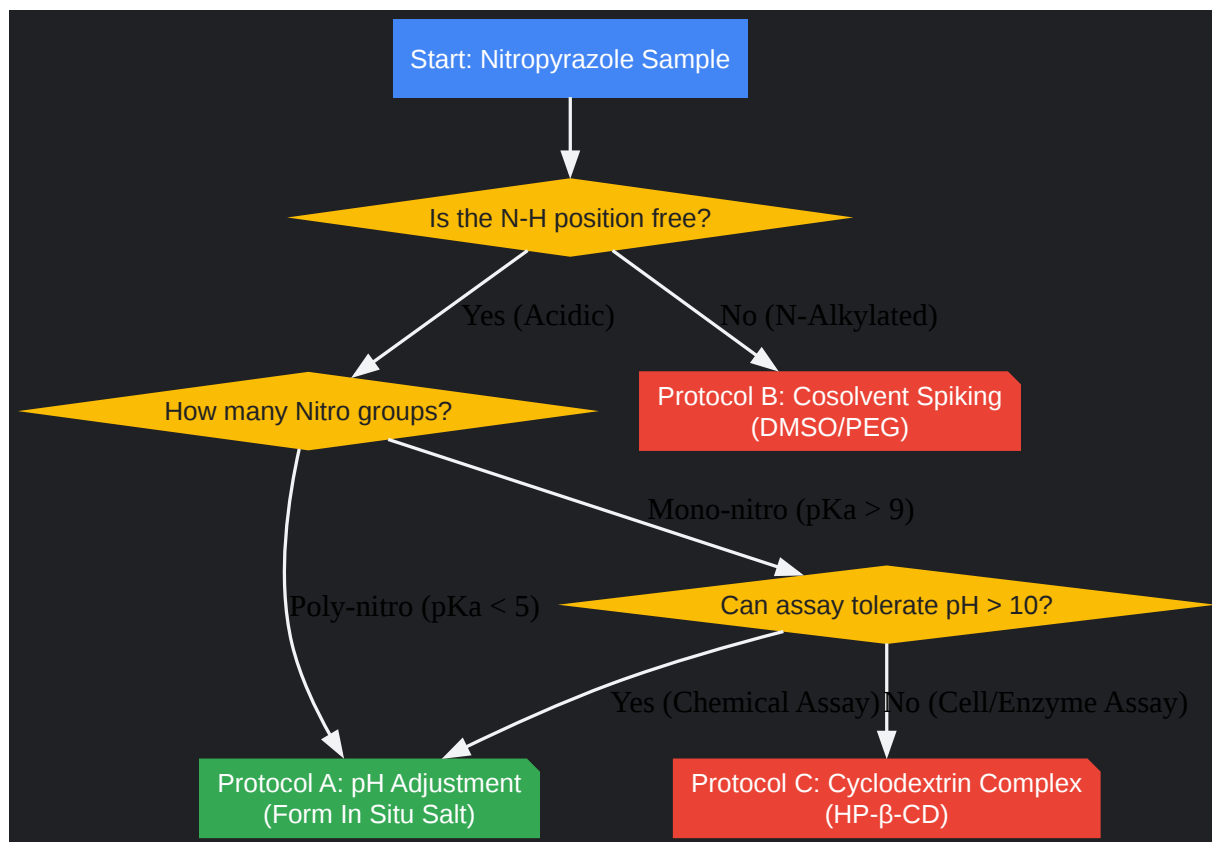 Start: Nitropyrazole Sample
Is the N-H position free?
Yes (Acidic)
No (N-Alkylated)
How many Nitro groups?
Protocol B: Cosolvent Spiking
(DMSO/PEG)
Mono-nitro (pKa > 9)
Poly-nitro (pKa < 5)
Can assay tolerate pH > 10?
Yes (Chemical Assay)
No (Cell/Enzyme Assay)
Protocol A: pH Adjustment
(Form In Situ Salt)
Protocol C: Cyclodextrin Complex
(HP-β-CD)